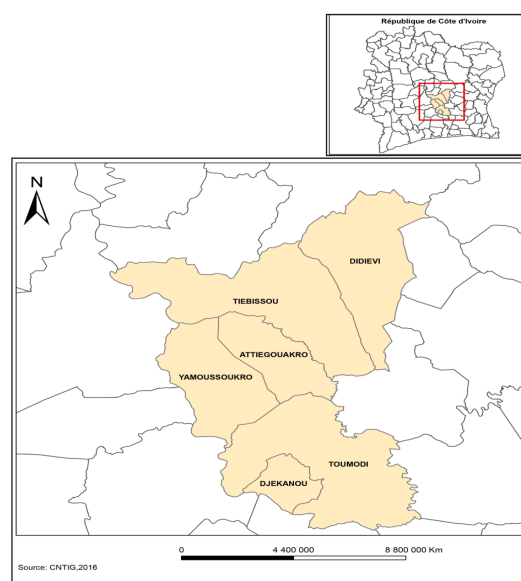 République de Côte d'Ivoire
N
DIDIEVI
TIEBISSOU
ATTIEGOUAKRO
YAMOUSSOUKRO
TOUMODI
DJEKANOU
Source: CNTIG,2016
0 4 400 000 8 800 000 Km